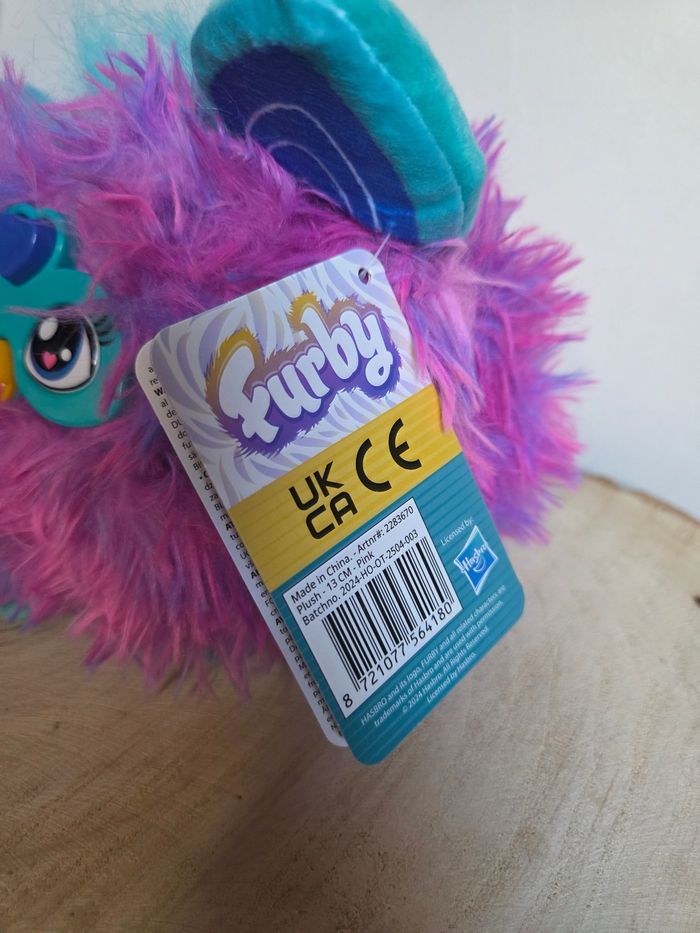 Furby
UK
CA
CE
Made in China. - Artnr#: 2283670
Plush - 13 CM - Pink
Batchno. 2024-HO-OT-2504-003
8 721077 564180
Licensed by:
Hasbro
HASBRO and its logo, FURBY and all related characters are
trademarks of Hasbro and are used with permission.
© 2024 Hasbro. All Rights Reserved.
Licensed by Hasbro.